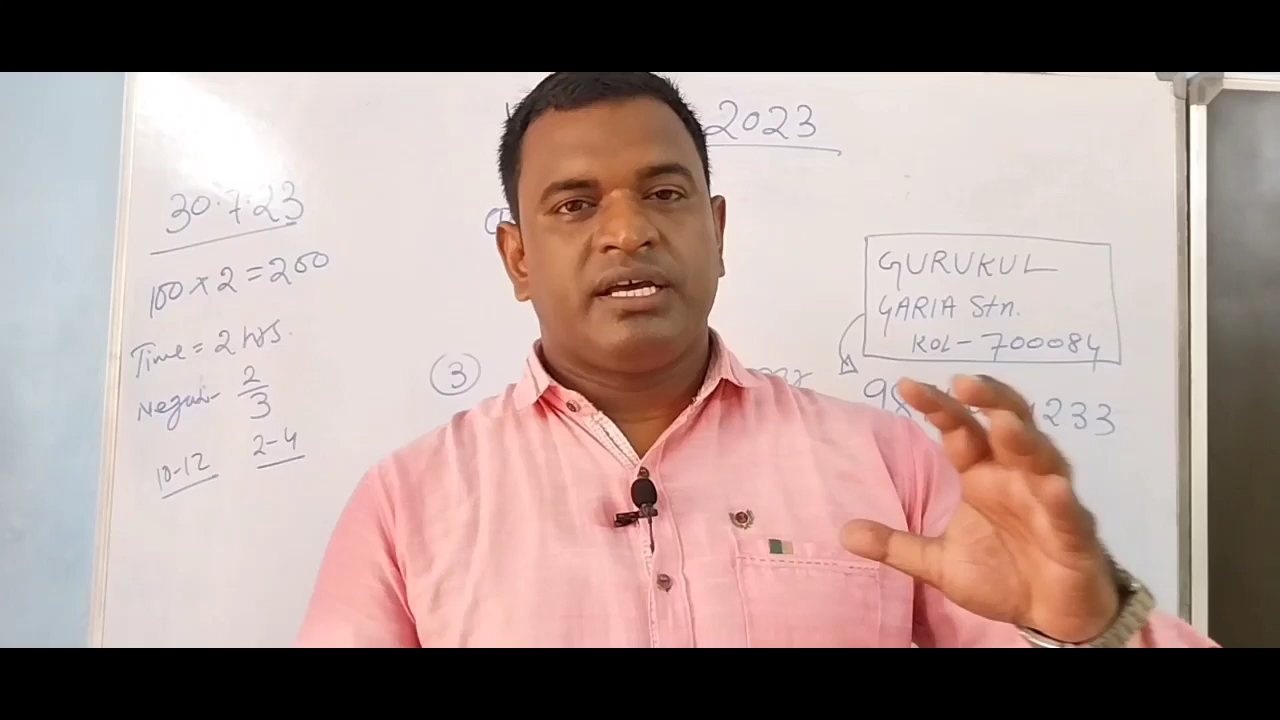 2023
30.7.23
100 × 2 = 200
Time = 2 hrs.
2/3
10-12 2-4
3
GURUKUL
GARIA Stn.
KOL- 700084
98 233